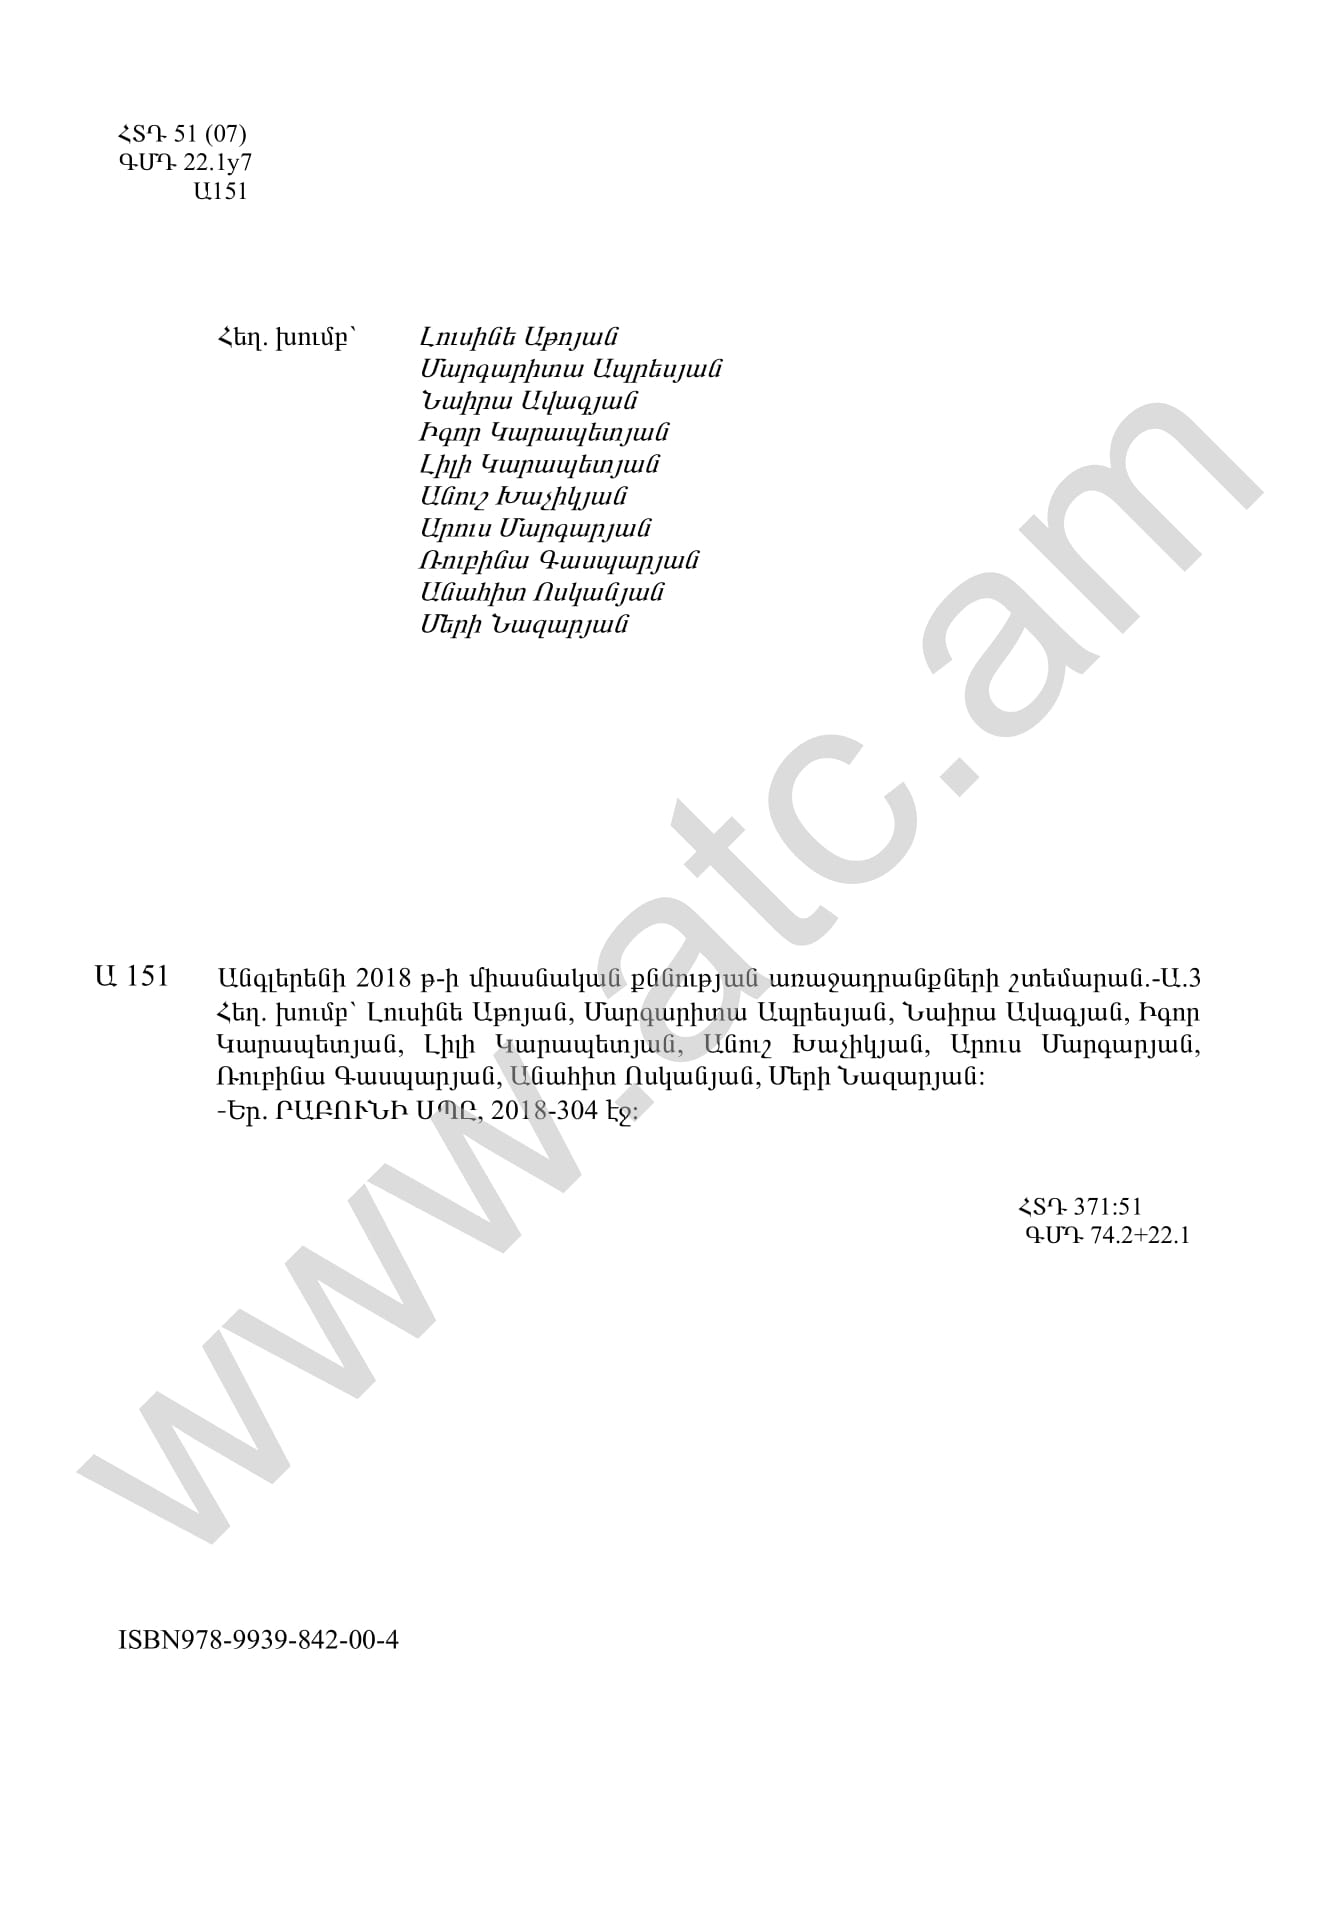 ՀՏԴ 51 (07)
ԳՄԴ 22.1y7
Ա151
Հեղ. խումբ՝ Լուսինե Աքոյան
Մարգարիտա Ապրեսյան
Նաիրա Ավագյան
Իգոր Կարապետյան
Լիլի Կարապետյան
Անուշ Խաչիկյան
Արուս Մարգարյան
Ռուբինա Գասպարյան
Անահիտ Ոսկանյան
Մերի Նազարյան
Ա 151 Անգլերենի 2018 թ-ի միասնական քննության առաջադրանքների շտեմարան.-Ա.3
Հեղ. խումբ՝ Լուսինե Աքոյան, Մարգարիտա Ապրեսյան, Նաիրա Ավագյան, Իգոր
Կարապետյան, Լիլի Կարապետյան, Անուշ Խաչիկյան, Արուս Մարգարյան,
Ռուբինա Գասպարյան, Անահիտ Ոսկանյան, Մերի Նազարյան:
-Եր. ՐԱԲՈՒՆԻ ՍՊԸ, 2018-304 էջ:
ՀՏԴ 371:51
ԳՄԴ 74.2+22.1
ISBN978-9939-842-00-4
www.atc.am